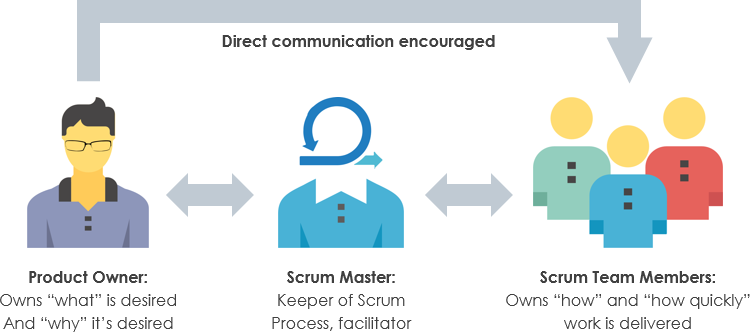 Direct communication encouraged
Product Owner:
Owns “what” is desired
And “why” it’s desired
Scrum Master:
Keeper of Scrum
Process, facilitator
Scrum Team Members:
Owns “how” and “how quickly”
work is delivered